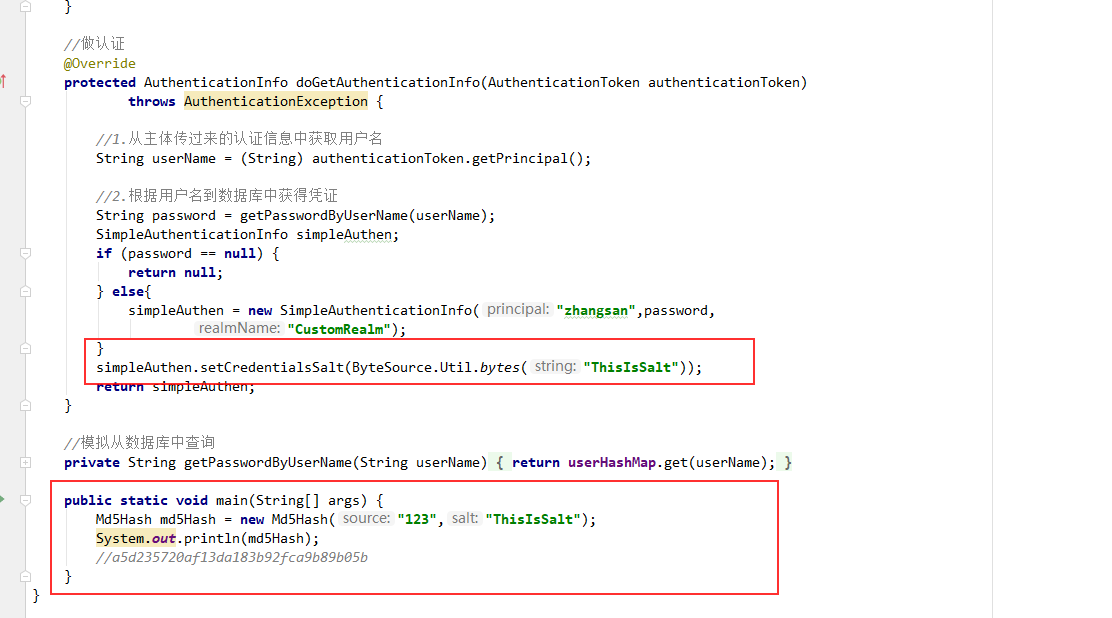 }
//做认证
@Override
protected AuthenticationInfo doGetAuthenticationInfo(AuthenticationToken authenticationToken)
throws AuthenticationException {
//1.从主体传过来的认证信息中获取用户名
String userName = (String) authenticationToken.getPrincipal();
//2.根据用户名到数据库中获得凭证
String password = getPasswordByUserName(userName);
SimpleAuthenticationInfo simpleAuthen;
if (password == null) {
return null;
} else{
simpleAuthen = new SimpleAuthenticationInfo( principal: "zhangsan",password,
realmName: "CustomRealm");
}
simpleAuthen.setCredentialsSalt(ByteSource.Util.bytes( string: "ThisIsSalt"));
return simpleAuthen;
}
//模拟从数据库中查询
private String getPasswordByUserName(String userName) { return userHashMap.get(userName); }
public static void main(String[] args) {
Md5Hash md5Hash = new Md5Hash( source: "123", salt: "ThisIsSalt");
System.out.println(md5Hash);
//a5d235720af13da183b92fca9b89b05b
}
}